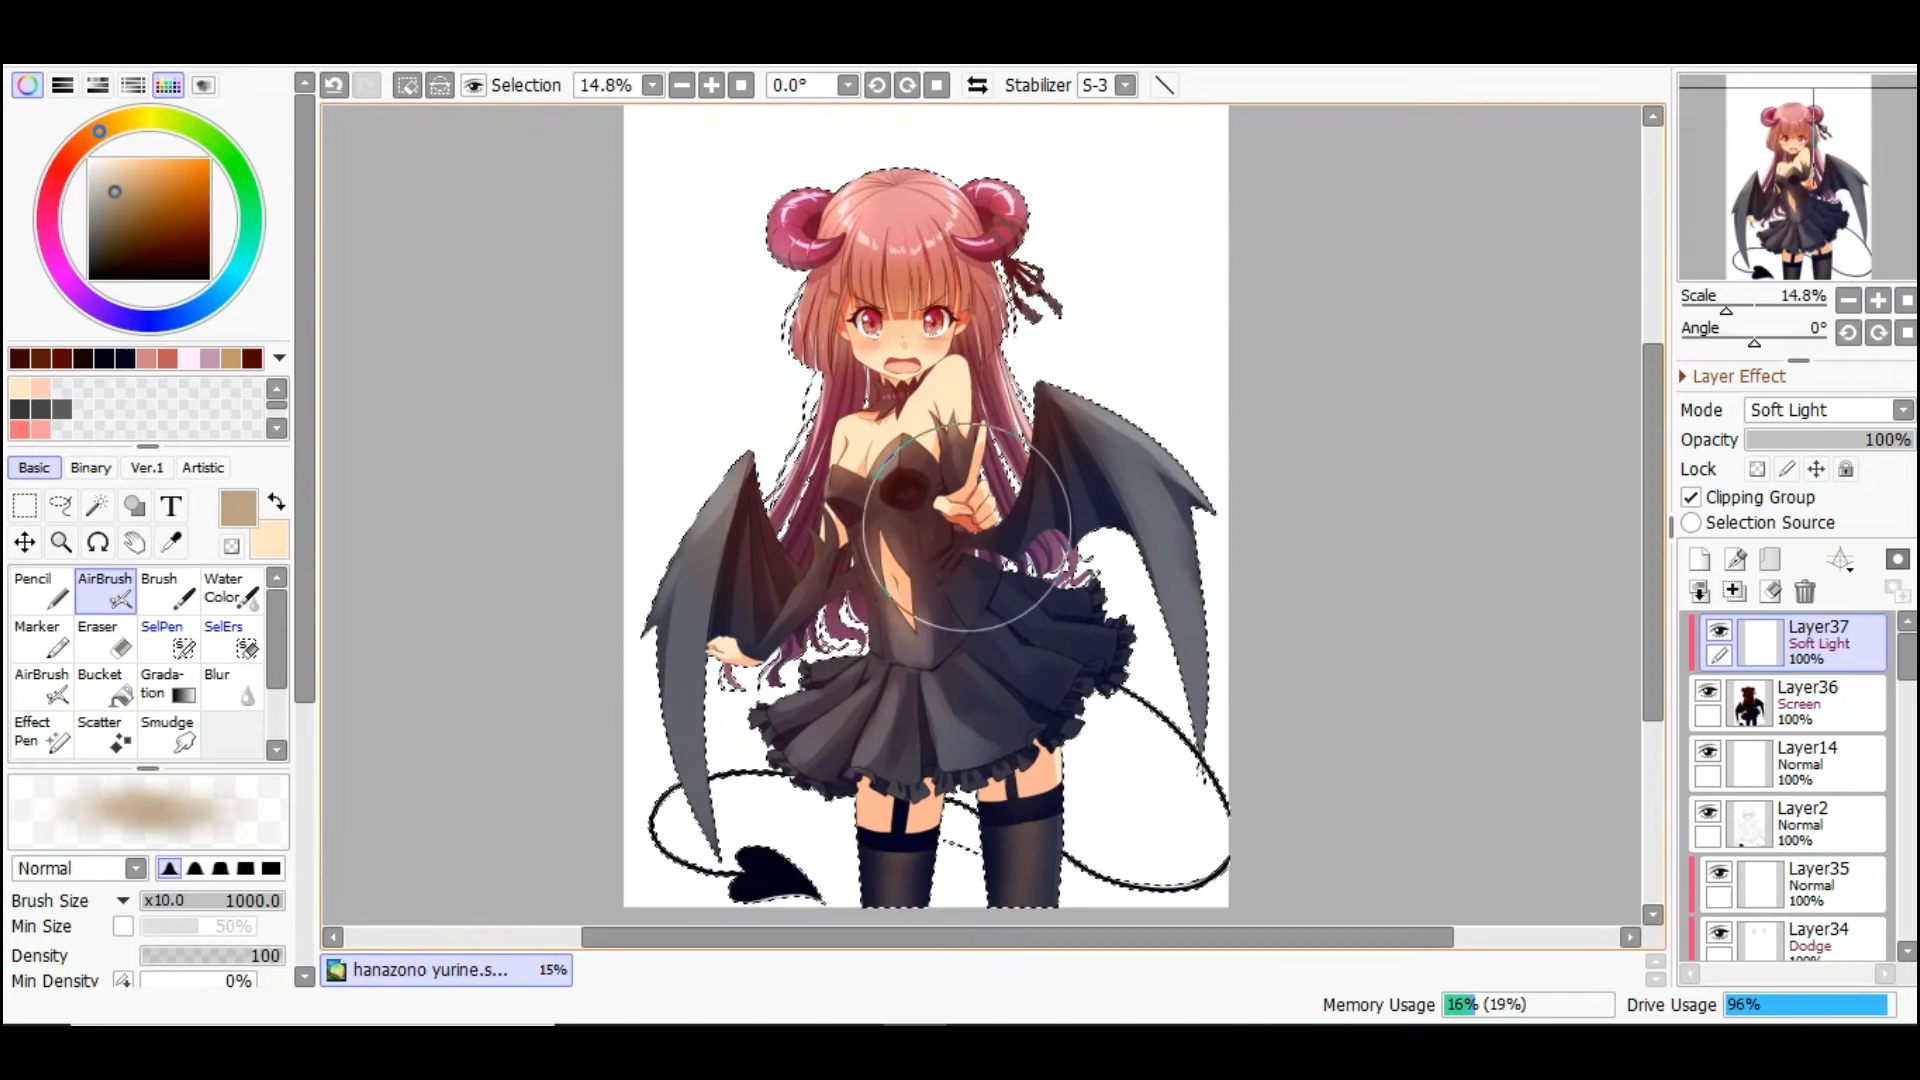 Selection 14.8% 0.0° Stabilizer S-3
Scale 14.8%
Angle 0°
Layer Effect
Mode Soft Light
Opacity 100%
Lock
Clipping Group
Selection Source
Basic Binary Ver.1 Artistic
T
Pencil AirBrush Brush Water Color
Marker Eraser SelPen SelErs
AirBrush Bucket Grada-tion Blur
Effect Pen Scatter Smudge
Normal
Brush Size x10.0 1000.0
Min Size 50%
Density 100
Min Density 0%
Layer37
Soft Light
100%
Layer36
Screen
100%
Layer14
Normal
100%
Layer2
Normal
100%
Layer35
Normal
100%
Layer34
Dodge
100%
hanazono yurine.s... 15%
Memory Usage 16% (19%) Drive Usage 96%